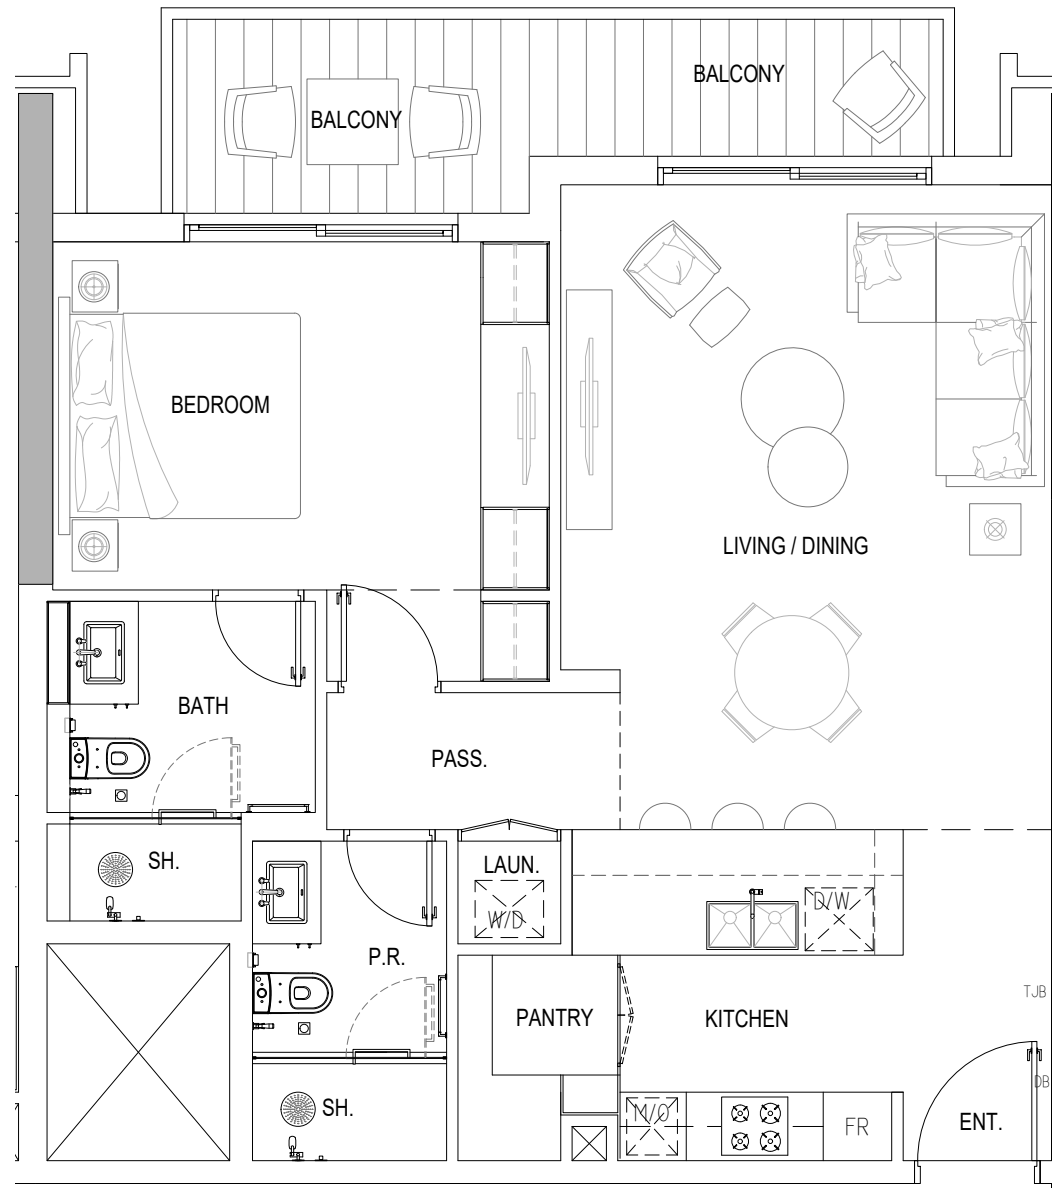 BALCONY
BALCONY
BEDROOM
LIVING / DINING
BATH
PASS.
SH.
LAUN.
W/D
D/W
P.R.
TJB
PANTRY
KITCHEN
DB
SH.
M/O
FR
ENT.